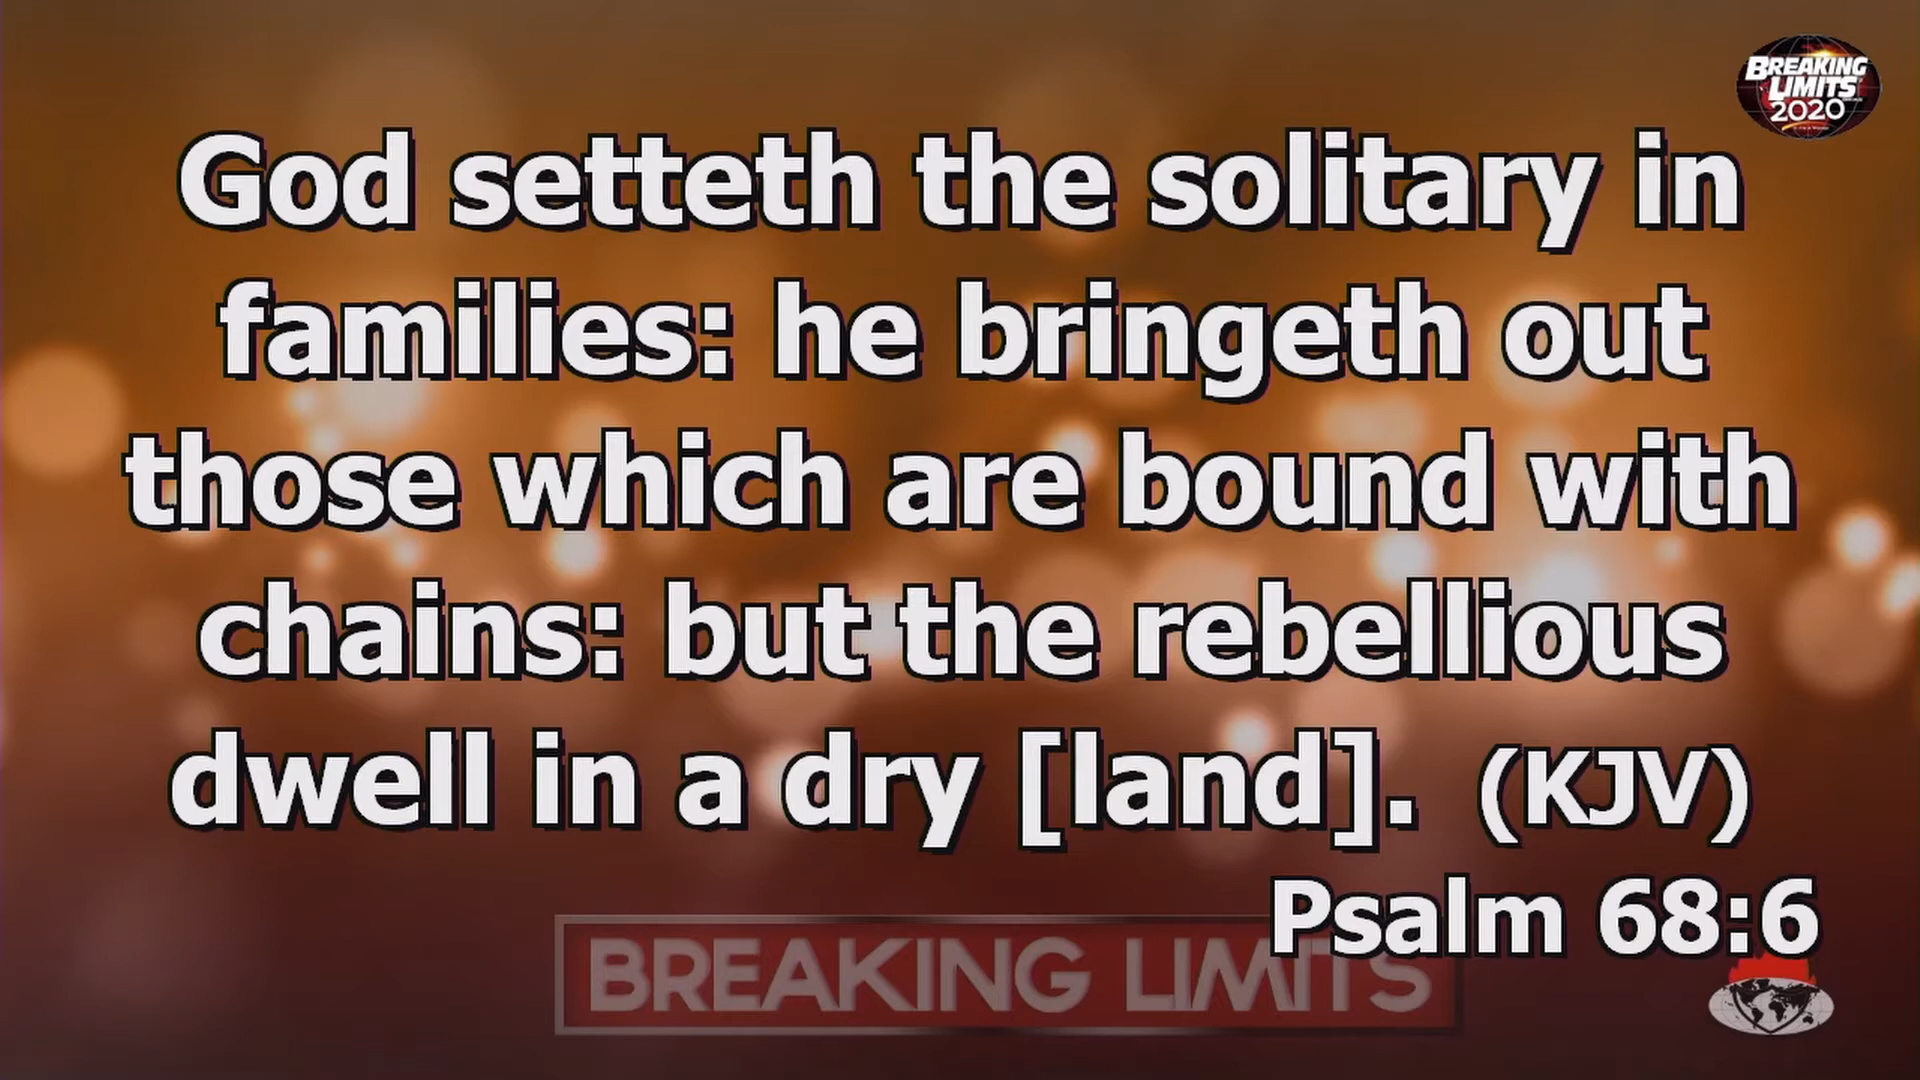 BREAKING
LIMITS
2020
God setteth the solitary in
families: he bringeth out
those which are bound with
chains: but the rebellious
dwell in a dry [land]. (KJV)
Psalm 68:6
BREAKING LIMITS